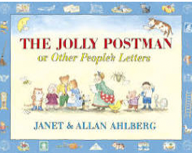 THE JOLLY POSTMAN
or Other People's Letters
JANET & ALLAN AHLBERG